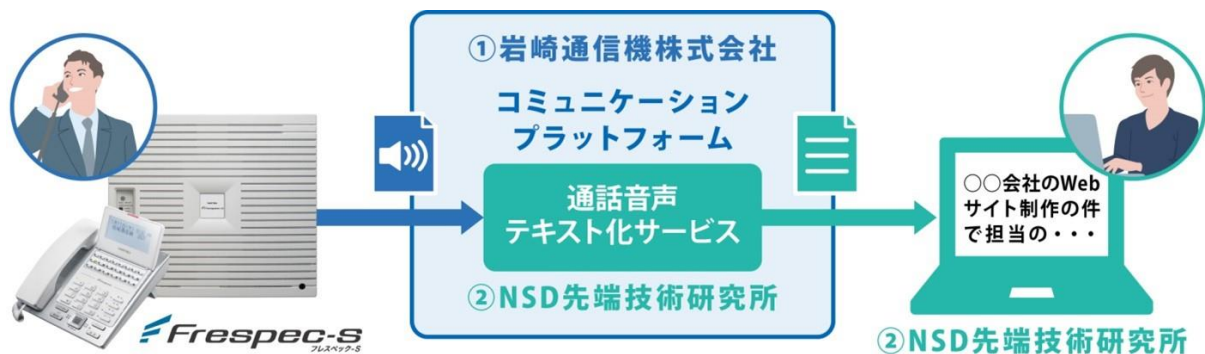 ①岩崎通信機株式会社
コミュニケーション
プラットフォーム
通話音声
テキスト化サービス
②NSD先端技術研究所
Frespec-S
フレスペック-S
○○会社のWeb
サイト制作の件
で担当の・・・
②NSD先端技術研究所